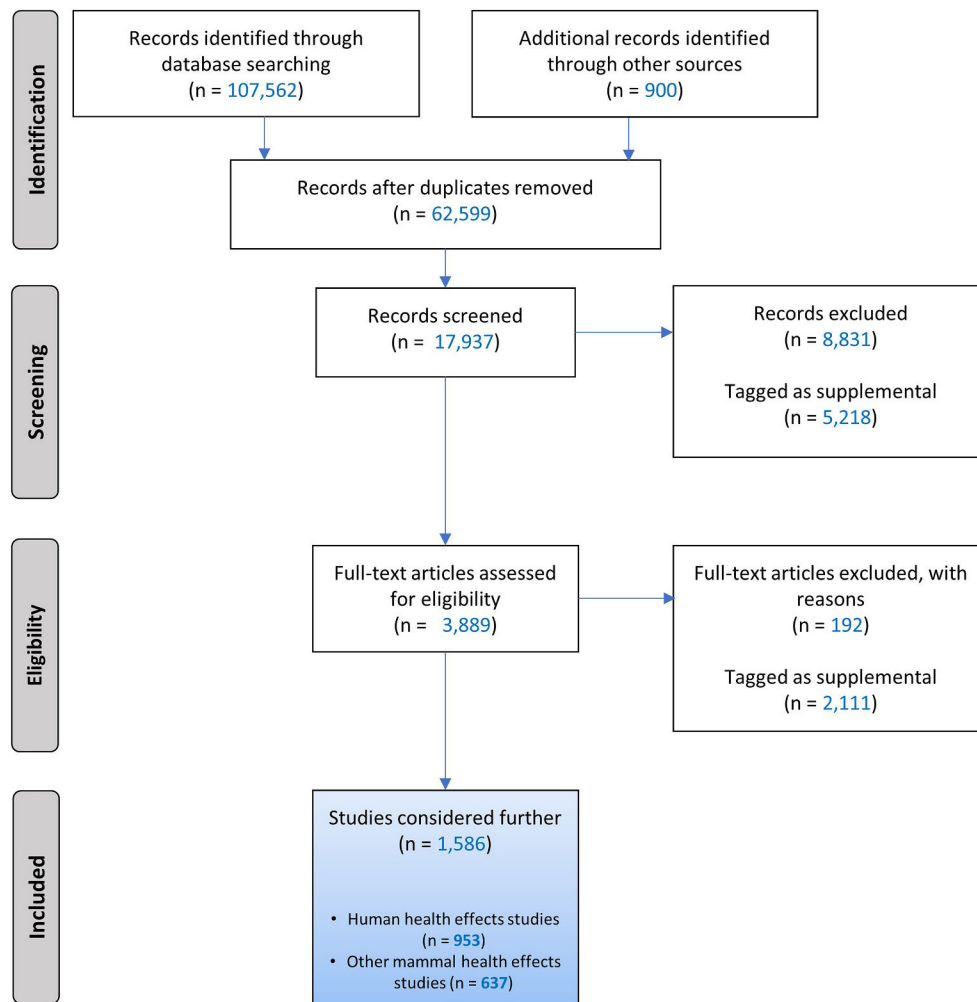 Identification
Records identified through
database searching
(n = 107,562)
Additional records identified
through other sources
(n = 900)
Records after duplicates removed
(n = 62,599)
Screening
Records screened
(n = 17,937)
Records excluded
(n = 8,831)
Tagged as supplemental
(n = 5,218)
Eligibility
Full-text articles assessed
for eligibility
(n = 3,889)
Full-text articles excluded, with
reasons
(n = 192)
Tagged as supplemental
(n = 2,111)
Included
Studies considered further
(n = 1,586)
• Human health effects studies
(n = 953)
• Other mammal health effects
studies (n = 637)